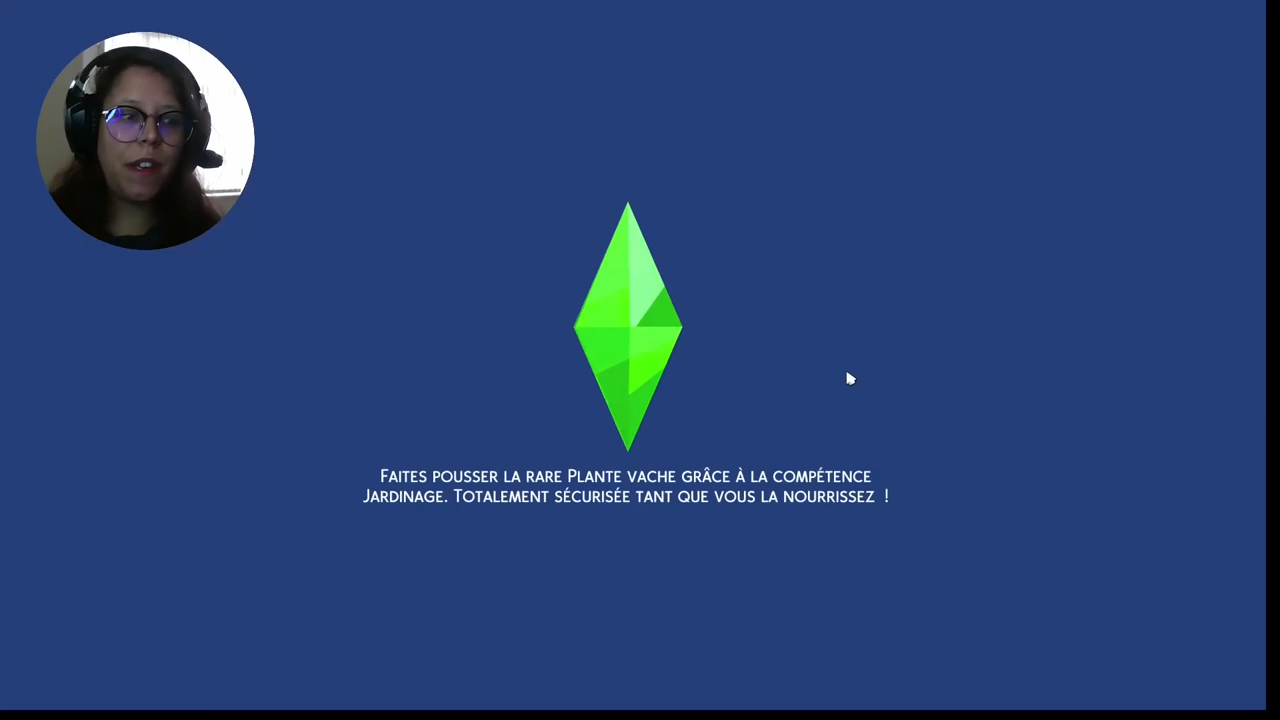 Faites pousser la rare Plante vache grâce à la compétence
Jardinage. Totalement sécurisée tant que vous la nourrissez  !